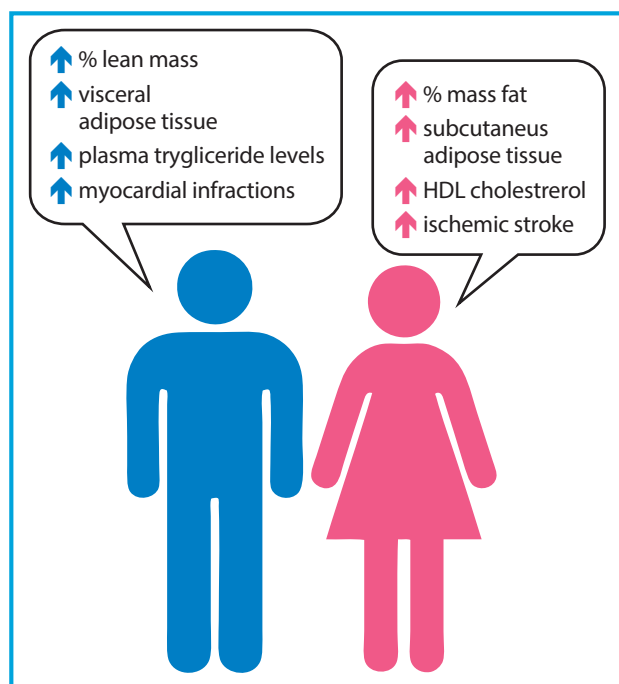 % lean mass
visceral
adipose tissue
plasma trygliceride levels
myocardial infractions
% mass fat
subcutaneus
adipose tissue
HDL cholestrerol
ischemic stroke